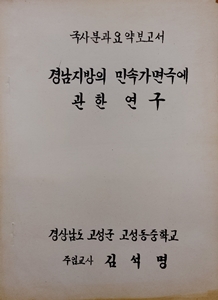 국사분과요약보고서
경남지방의 민속가면극에
관한 연구
경상남도 고성군 고성동중학교
주임교사 김석명